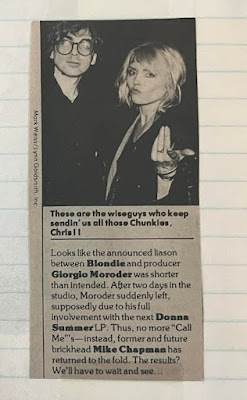 Mark Weiss/Lynn Goldsmith, Inc.
These are the wiseguys who keep
sendin' us all those Chunkies,
Chris!!
Looks like the announced liason
between Blondie and producer
Giorgio Moroder was shorter
than intended. After two days in the
studio, Moroder suddenly left,
supposedly due to his full
involvement with the next Donna
Summer LP. Thus, no more "Call
Me"'s—instead, former and future
brickhead Mike Chapman has
returned to the fold. The results?
We'll have to wait and see...